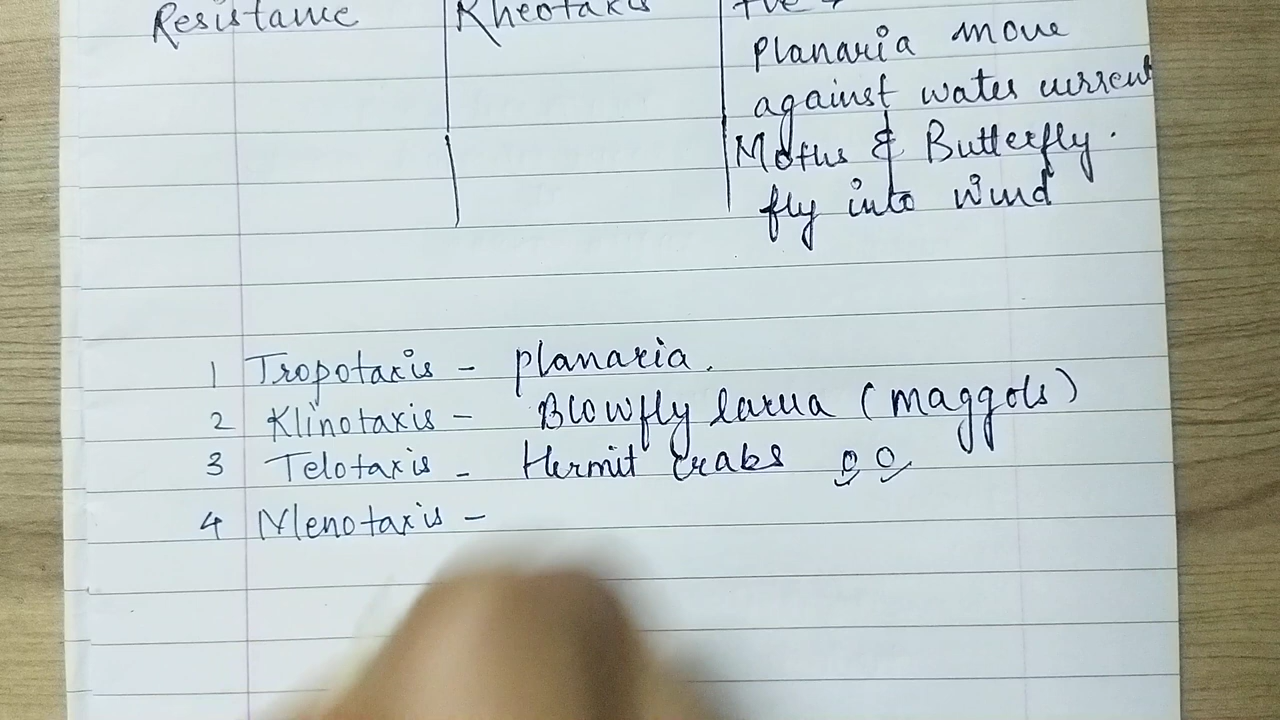 Resistance Rheotaxis +ve
planaria move
against water current
Moths & Butterfly.
fly into wind
1 Tropotaxis - planaria.
2 Klinotaxis - Blowfly larva (maggots)
3 Telotaxis - Hermit crabs
4 Menotaxis -